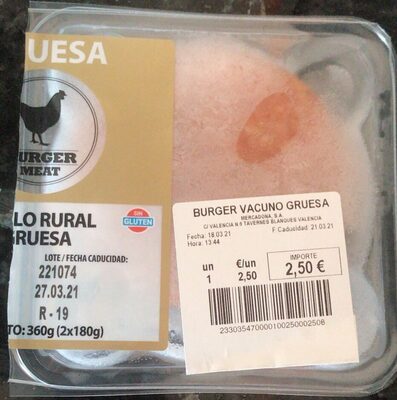 UESA
BURGER
MEAT
LO RURAL
GRUESA
SIN
GLUTEN
LOTE / FECHA CADUCIDAD:
221074
27.03.21
R - 19
TO: 360g (2x180g)
BURGER VACUNO GRUESA
MERCADONA, S.A.
C/ VALENCIA N.5 TAVERNES BLANQUES VALENCIA
Fecha: 18.03.21 F.Caducidad: 21.03.21
Hora: 13:44
un €/un IMPORTE
1 2,50 2,50 €
233035470000100250002508